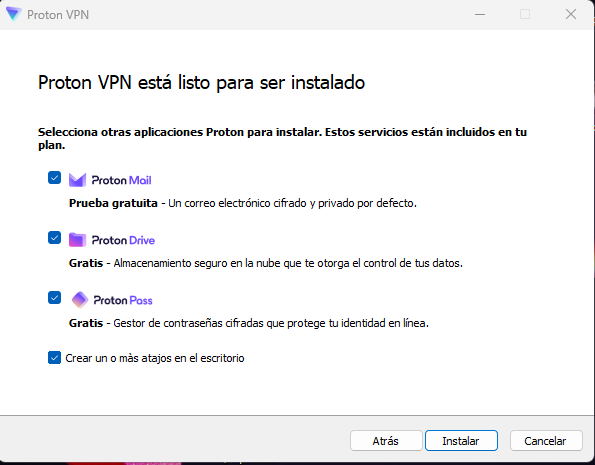 Proton VPN
Proton VPN está listo para ser instalado
Selecciona otras aplicaciones Proton para instalar. Estos servicios están incluidos en tu
plan.
Proton Mail
Prueba gratuita - Un correo electrónico cifrado y privado por defecto.
Proton Drive
Gratis - Almacenamiento seguro en la nube que te otorga el control de tus datos.
Proton Pass
Gratis - Gestor de contraseñas cifradas que protege tu identidad en línea.
Crear un o màs atajos en el escritorio
Atrás Instalar Cancelar